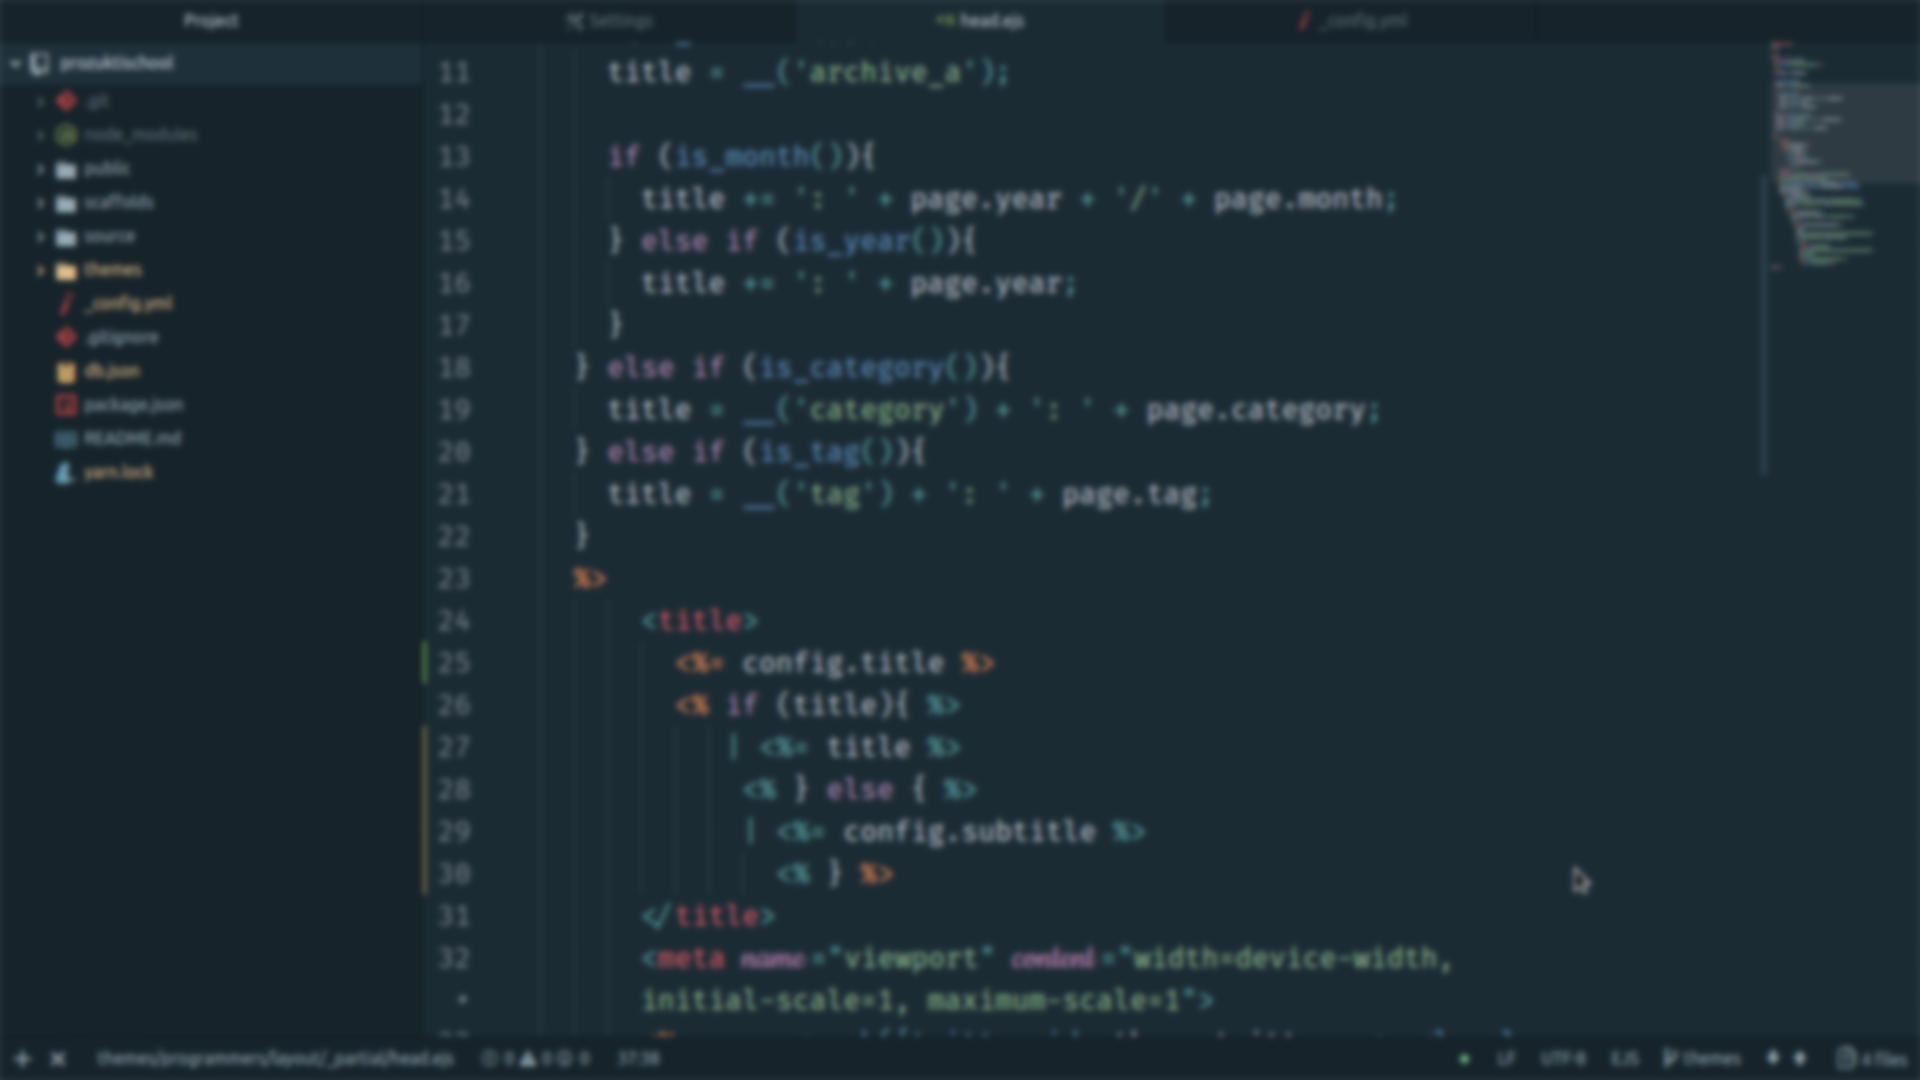 Project
Settings
head.ejs
_config.yml
prozuktischool
.git
node_modules
public
scaffolds
source
themes
_config.yml
.gitignore
db.json
package.json
README.md
yarn.lock
11 title = __('archive_a');
12
13 if (is_month()){
14 title += ': ' + page.year + '/' + page.month;
15 } else if (is_year()){
16 title += ': ' + page.year;
17 }
18 } else if (is_category()){
19 title = __('category') + ': ' + page.category;
20 } else if (is_tag()){
21 title = __('tag') + ': ' + page.tag;
22 }
23 %>
24 <title>
25 <%= config.title %>
26 <% if (title){ %>
27 | <%= title %>
28 <% } else { %>
29 | <%= config.subtitle %>
30 <% } %>
31 </title>
32 <meta name="viewport" content="width=device-width,
• initial-scale=1, maximum-scale=1">
themes/programmers/layout/_partial/head.ejs 0 0 0 37:36
LF UTF-8 EJS themes 4 files